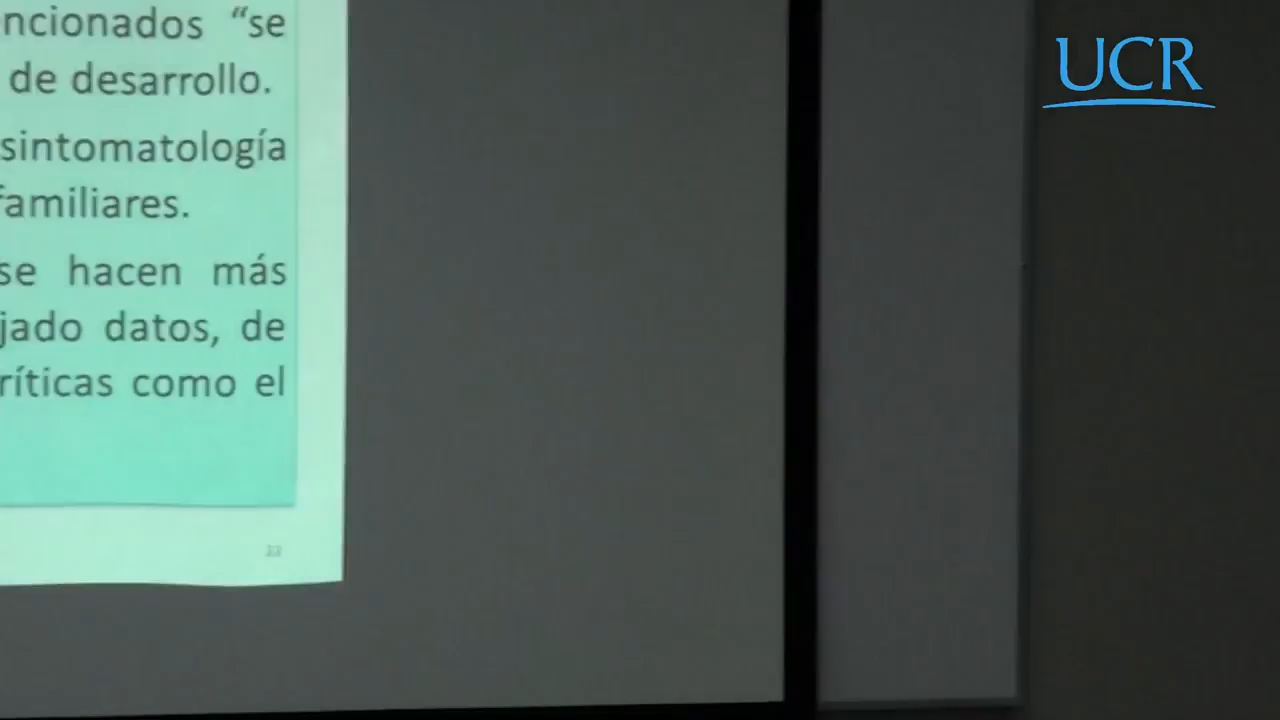 ncionados “se
de desarrollo.
sintomatología
familiares.
se hacen más
jado datos, de
ríticas como el
UCR